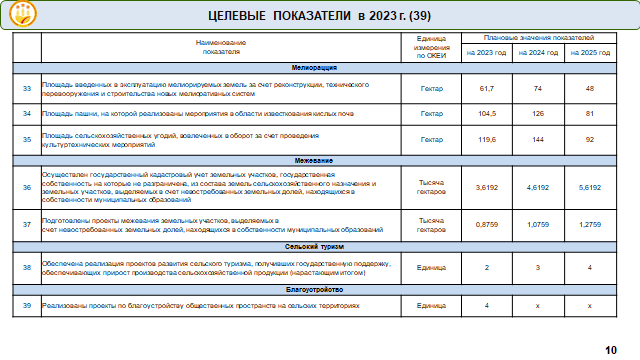 ЦЕЛЕВЫЕ ПОКАЗАТЕЛИ в 2023 г. (39)
Наименование показателя
Единица измерения по ОКЕИ
Плановые значения показателей
на 2023 год на 2024 год на 2025 год
Мелиорация
33 Площадь введенных в эксплуатацию мелиорируемых земель за счет реконструкции, технического
перевооружения и строительства новых мелиоративных систем Гектар 61,7 74 48
34 Площадь пашни, на которой реализованы мероприятия в области известкования кислых почв Гектар 104,5 126 81
35 Площадь сельскохозяйственных угодий, вовлеченных в оборот за счет проведения
культуртехнических мероприятий Гектар 119,6 144 92
Межевание
36 Осуществлен государственный кадастровый учет земельных участков, государственная
собственность на которые не разграничена, из состава земель сельскохозяйственного назначения и
земельных участков, выделяемых в счет невостребованных земельных долей, находящихся в
собственности муниципальных образований Тысяча гектаров 3,6192 4,6192 5,6192
37 Подготовлены проекты межевания земельных участков, выделяемых в
счет невостребованных земельных долей, находящихся в собственности муниципальных образований Тысяча гектаров 0,8759 1,0759 1,2759
Сельский туризм
38 Обеспечена реализация проектов развития сельского туризма, получивших государственную поддержку,
обеспечивающих прирост производства сельскохозяйственной продукции (нарастающим итогом) Единица 2 3 4
Благоустройство
39 Реализованы проекты по благоустройству общественных пространств на сельских территориях Единица 4 х х
10